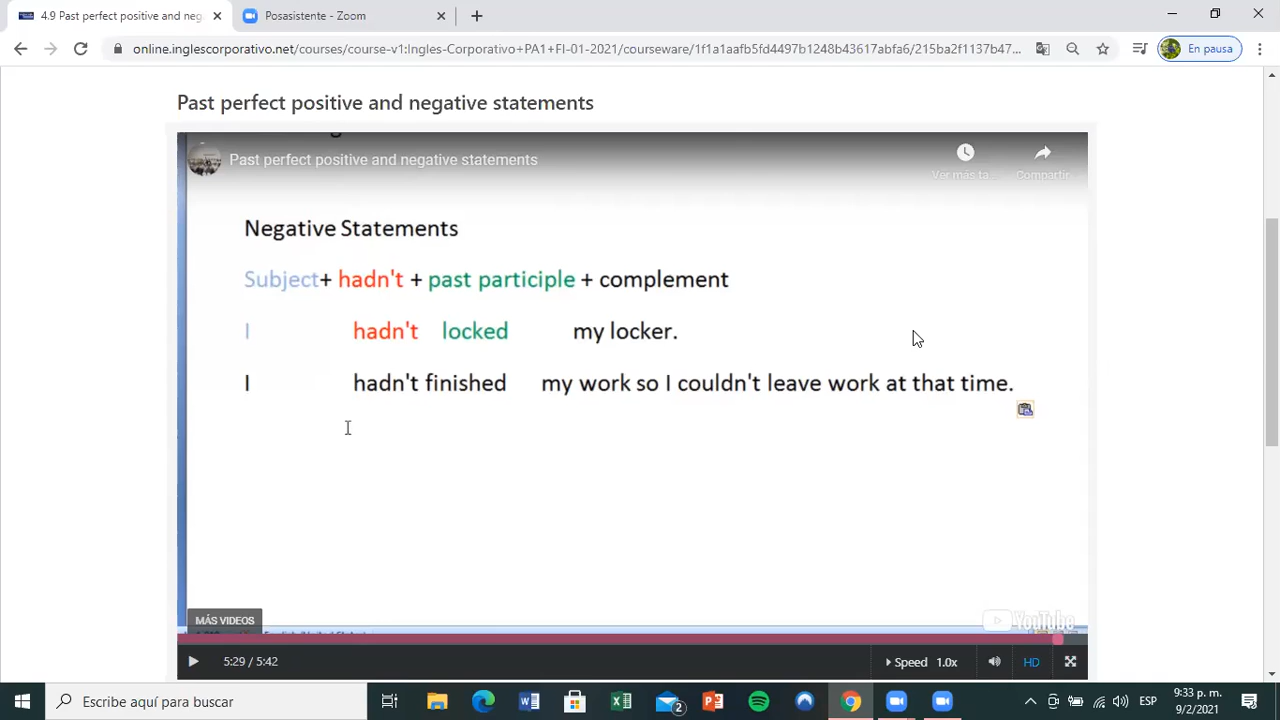 4.9 Past perfect positive and neg
Posasistente - Zoom
online.inglescorporativo.net/courses/course-v1:Ingles-Corporativo+PA1+FI-01-2021/courseware/1f1a1aafb5fd4497b1248b43617abfa6/215ba2f1137b47...
En pausa
Past perfect positive and negative statements
Past perfect positive and negative statements
Ver más ta...
Compartir
Negative Statements
Subject+ hadn't + past participle + complement
I hadn't locked my locker.
I hadn't finished my work so I couldn't leave work at that time.
MÁS VIDEOS
YouTube
5:29 / 5:42
Speed 1.0x
HD
Escribe aquí para buscar
2
ESP
9:33 p. m.
9/2/2021